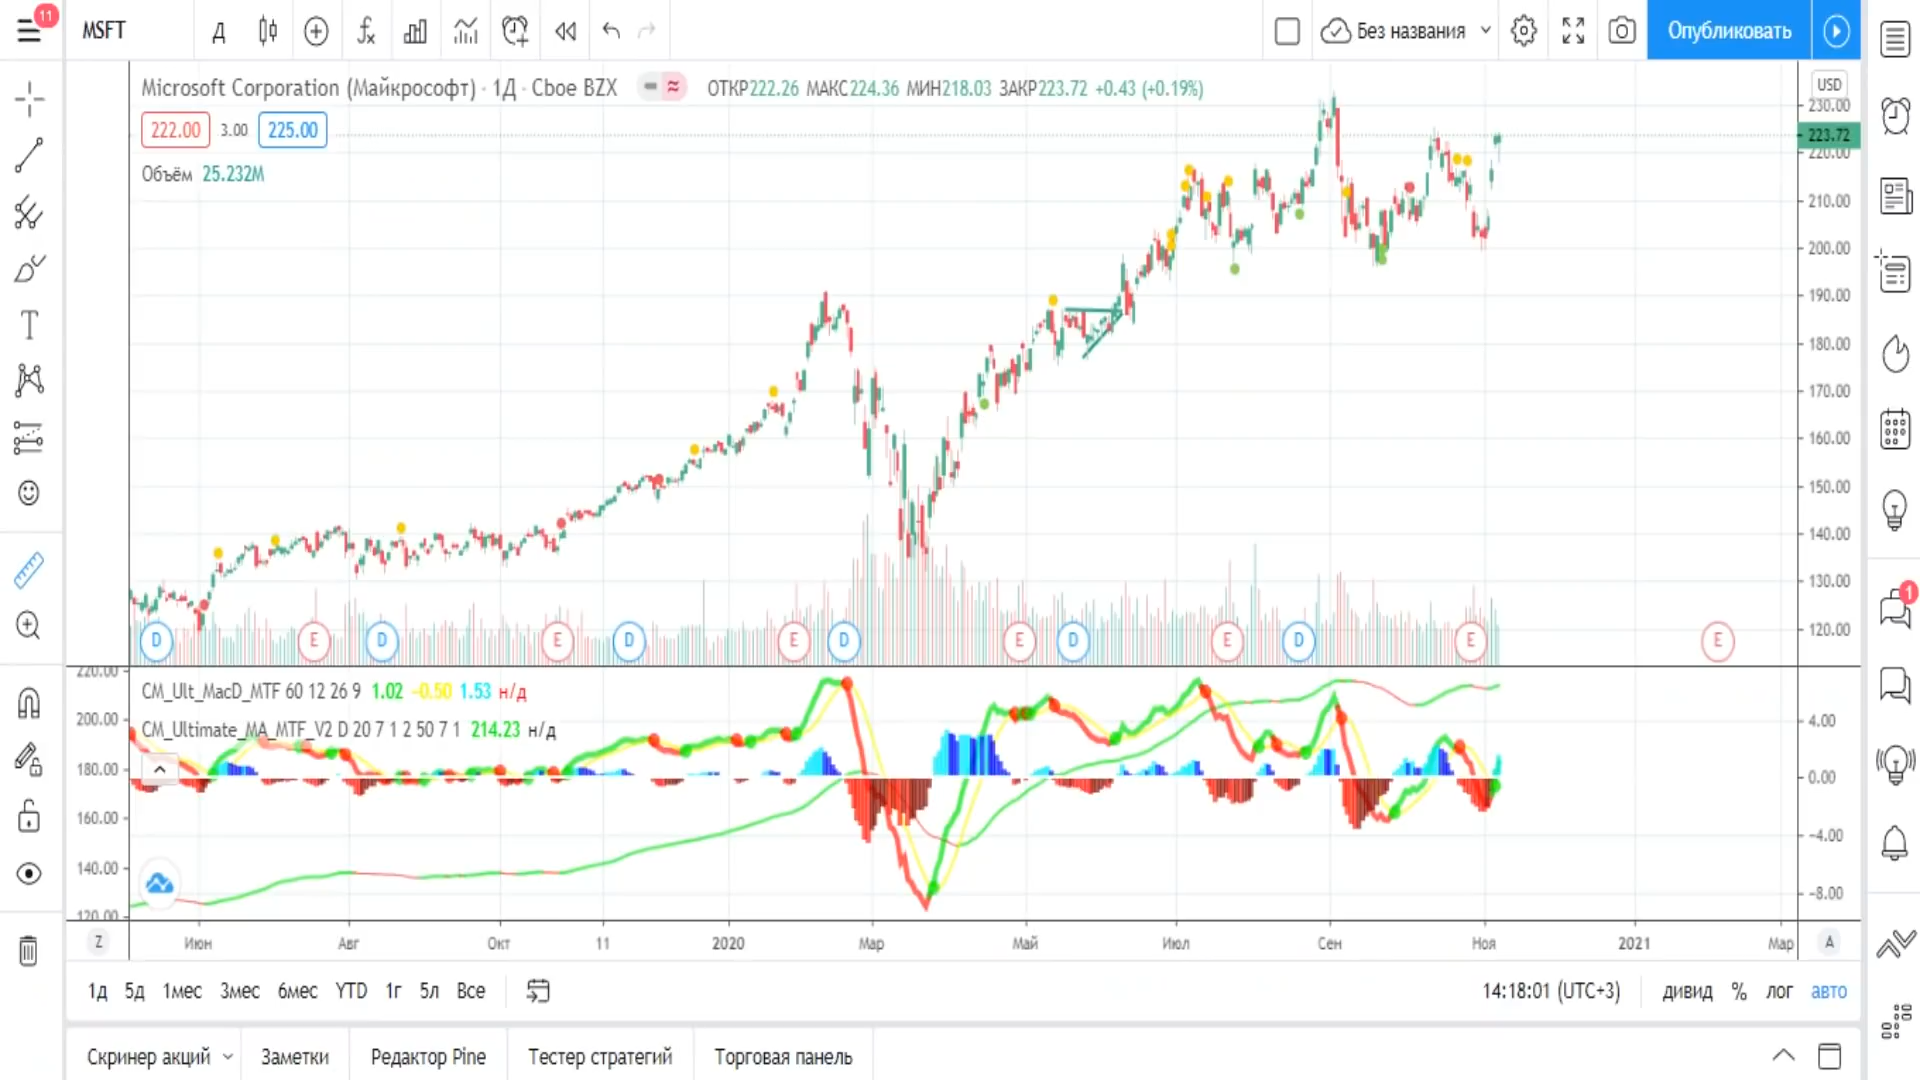 11
MSFT
Д
Без названия
Опубликовать
Microsoft Corporation (Майкрософт) · 1Д · Cboe BZX
ОТКР222.26 МАКС224.36 МИН218.03 ЗАКР223.72 +0.43 (+0.19%)
USD
222.00 3.00 225.00
Объём 25.232M
230.00
223.72
220.00
210.00
200.00
190.00
180.00
170.00
160.00
150.00
140.00
130.00
120.00
1
D E D E D E D E D E D E E
CM_Ult_MacD_MTF 60 12 26 9 1.02 −0.50 1.53 н/д
CM_Ultimate_MA_MTF_V2 D 20 7 1 2 50 7 1 214.23 н/д
220.00
200.00
180.00
160.00
140.00
120.00
4.00
0.00
−4.00
−8.00
Z Июн Авг Окт 11 2020 Мар Май Июл Сен Ноя 2021 Мар A
1д 5д 1мес 3мес 6мес YTD 1г 5л Все
14:18:01 (UTC+3) дивид % лог авто
Скринер акций Заметки Редактор Pine Тестер стратегий Торговая панель